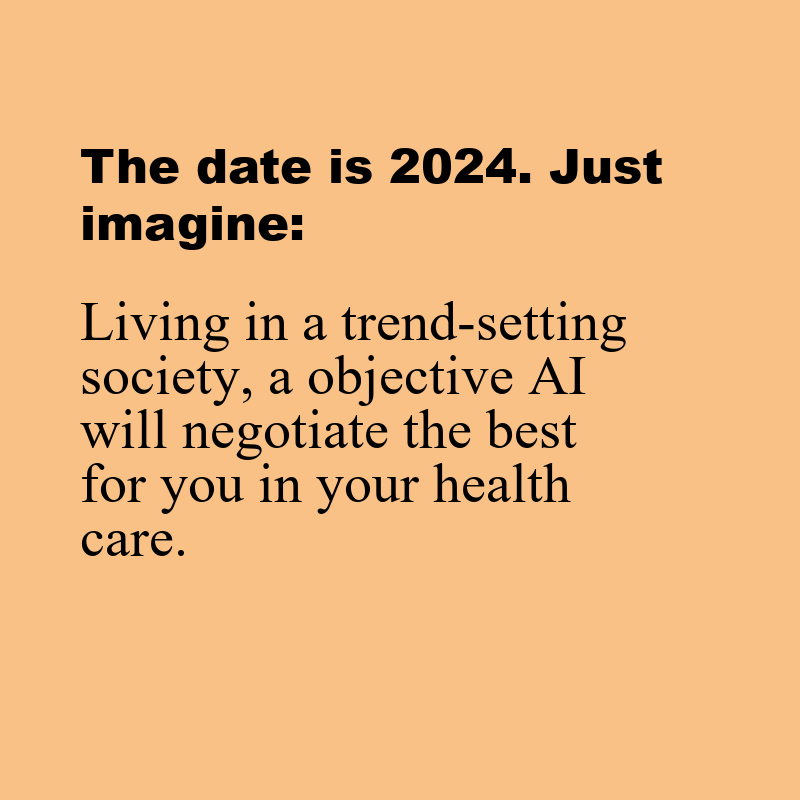 The date is 2024. Just
imagine:
Living in a trend-setting
society, a objective AI
will negotiate the best
for you in your health
care.